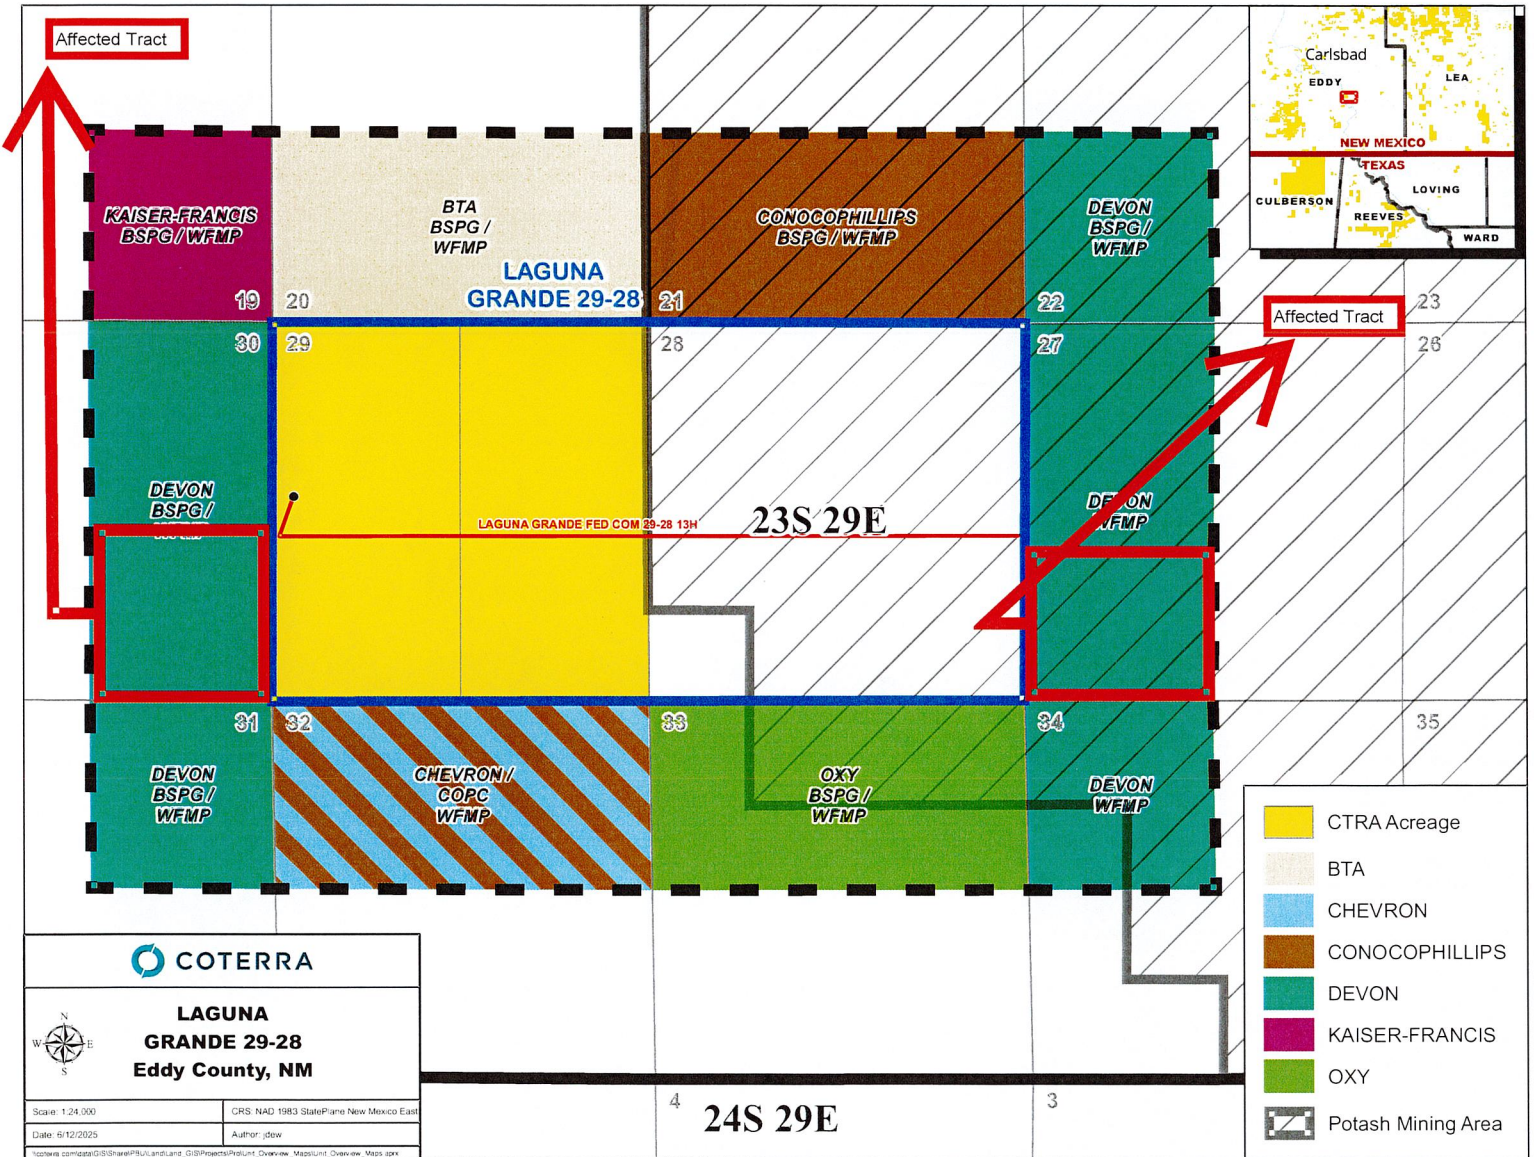 Affected Tract
Carlsbad
EDDY
LEA
NEW MEXICO
TEXAS
CULBERSON
LOVING
REEVES
WARD
KAISER-FRANCIS
BSPG / WFMP
BTA
BSPG /
WFMP
CONOCOPHILLIPS
BSPG / WFMP
DEVON
BSPG /
WFMP
LAGUNA
GRANDE 29-28
19
20
21
22
23
Affected Tract
30
29
28
27
26
DEVON
BSPG /
LAGUNA GRANDE FED COM 29-28 13H
23S 29E
DEVON
WFMP
31
32
33
34
35
DEVON
BSPG /
WFMP
CHEVRON /
COPC
WFMP
OXY
BSPG /
WFMP
DEVON
WFMP
CTRA Acreage
BTA
CHEVRON
CONOCOPHILLIPS
DEVON
KAISER-FRANCIS
OXY
Potash Mining Area
COTERRA
N
W
E
S
LAGUNA
GRANDE 29-28
Eddy County, NM
Scale: 1:24,000
CRS: NAD 1983 StatePlane New Mexico East
Date: 6/12/2025
Author: jdew
4
24S 29E
3